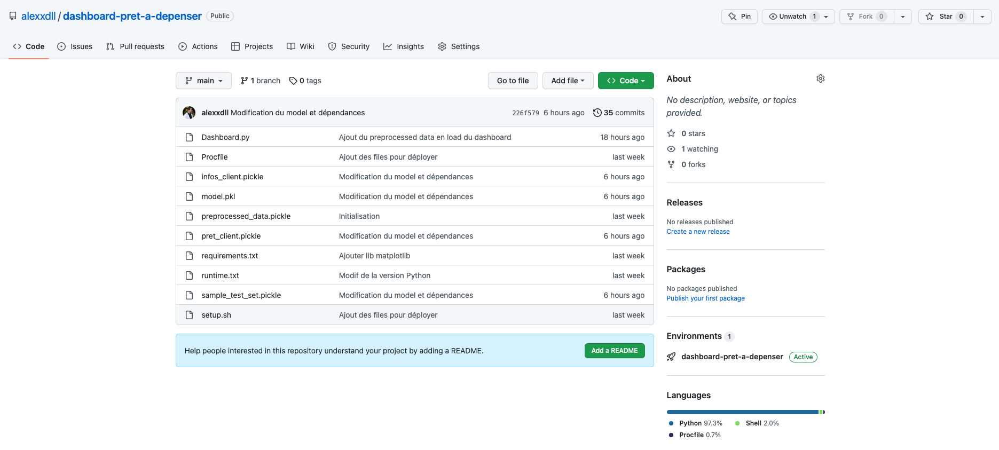 alexxdll / dashboard-pret-a-depenser Public
Pin Unwatch 1 Fork 0 Star 0
Code Issues Pull requests Actions Projects Wiki Security Insights Settings
main 1 branch 0 tags Go to file Add file Code
alexxdll Modification du model et dépendances 226f579 6 hours ago 35 commits
Dashboard.py Ajout du preprocessed data en load du dashboard 18 hours ago
Procfile Ajout des files pour déployer last week
infos_client.pickle Modification du model et dépendances 6 hours ago
model.pkl Modification du model et dépendances 6 hours ago
preprocessed_data.pickle Initialisation last week
pret_client.pickle Modification du model et dépendances 6 hours ago
requirements.txt Ajouter lib matplotlib last week
runtime.txt Modif de la version Python last week
sample_test_set.pickle Modification du model et dépendances 6 hours ago
setup.sh Ajout des files pour déployer last week
Help people interested in this repository understand your project by adding a README. Add a README
About
No description, website, or topics
provided.
0 stars
1 watching
0 forks
Releases
No releases published
Create a new release
Packages
No packages published
Publish your first package
Environments 1
dashboard-pret-a-depenser Active
Languages
Python 97.3% Shell 2.0%
Procfile 0.7%